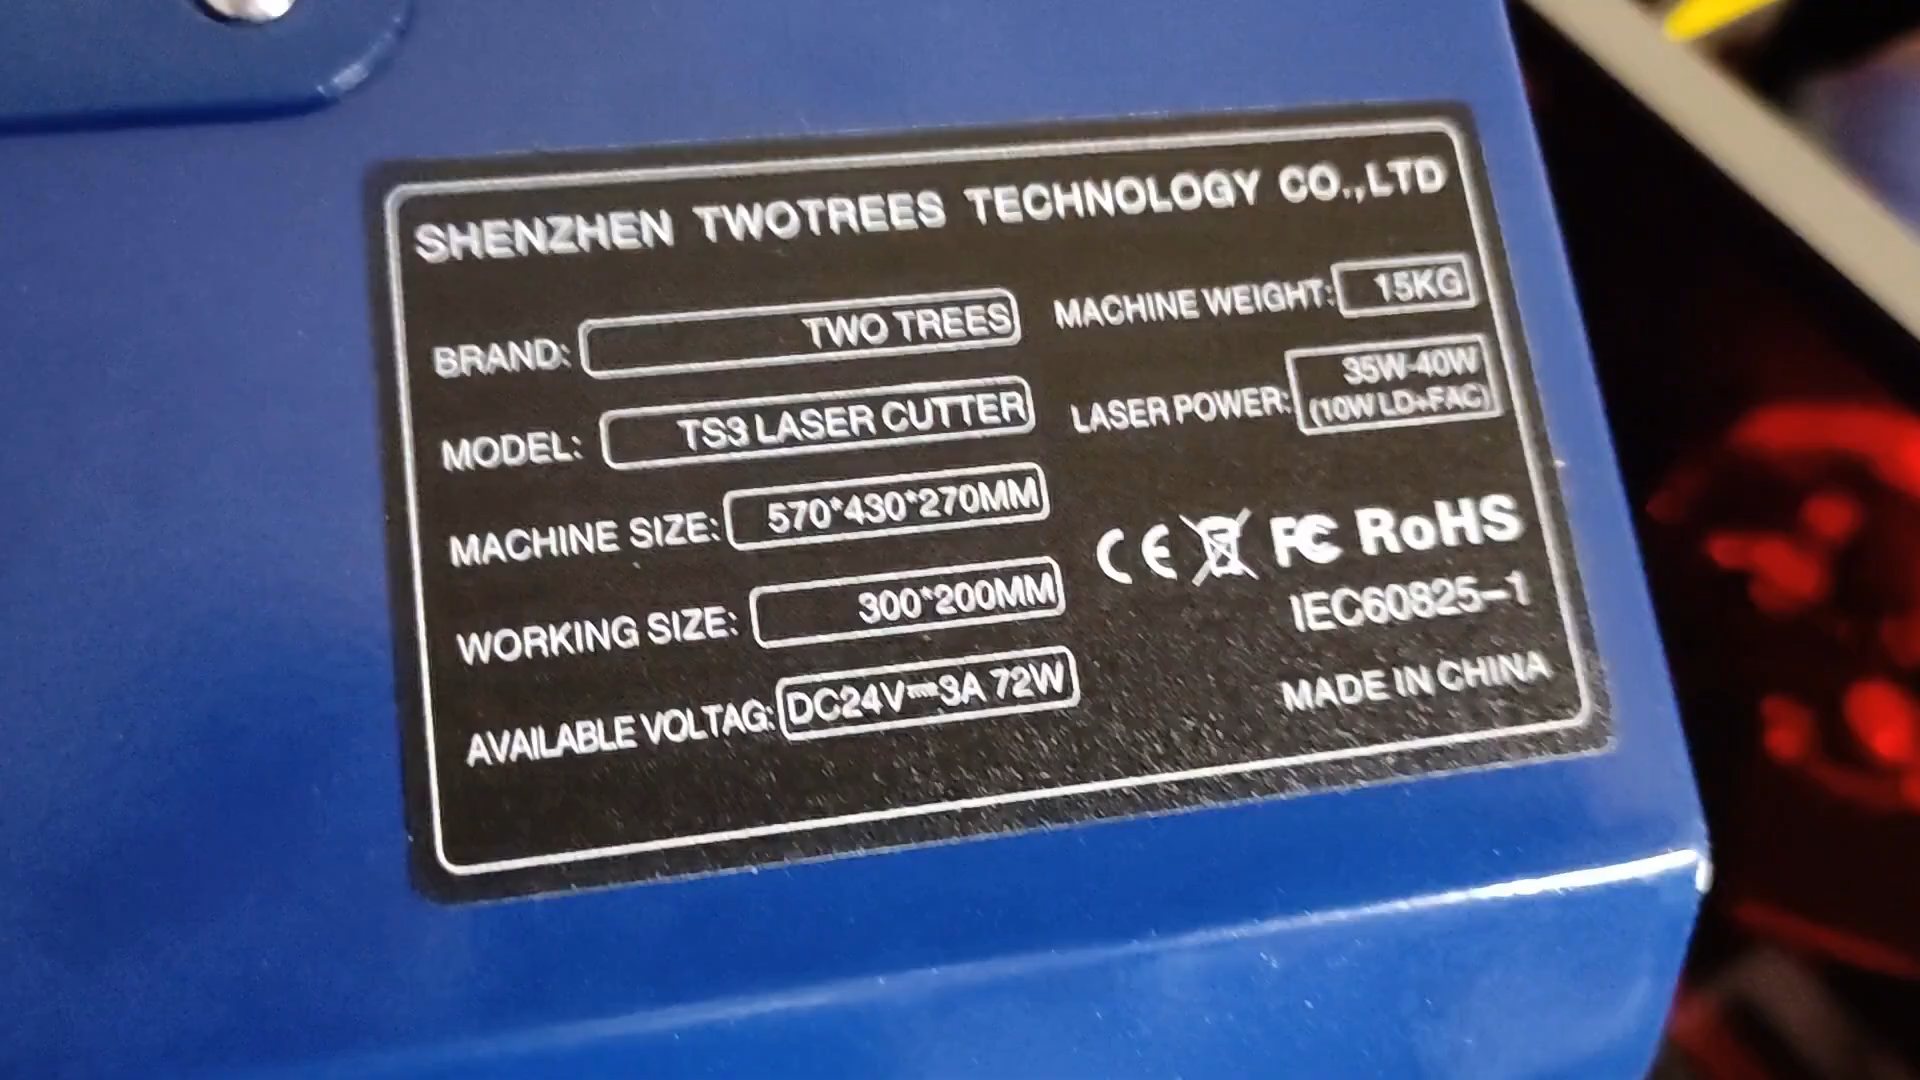 SHENZHEN TWOTREES TECHNOLOGY CO.,LTD
BRAND: TWO TREES
MODEL: TS3 LASER CUTTER
MACHINE SIZE: 570*430*270MM
WORKING SIZE: 300*200MM
AVAILABLE VOLTAG: DC24V⎓3A 72W
MACHINE WEIGHT: 15KG
LASER POWER: 35W-40W
(10W LD+FAC)
CE FC RoHS
IEC60825-1
MADE IN CHINA